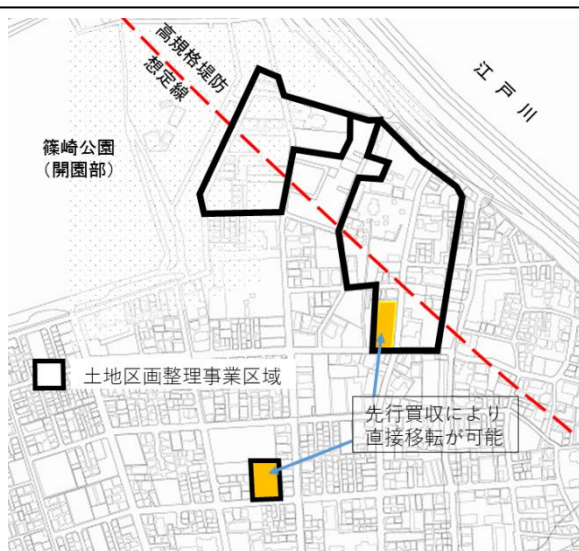 高規格堤防
想定線
江戸川
篠崎公園
（開園部）
土地区画整理事業区域
先行買収により
直接移転が可能